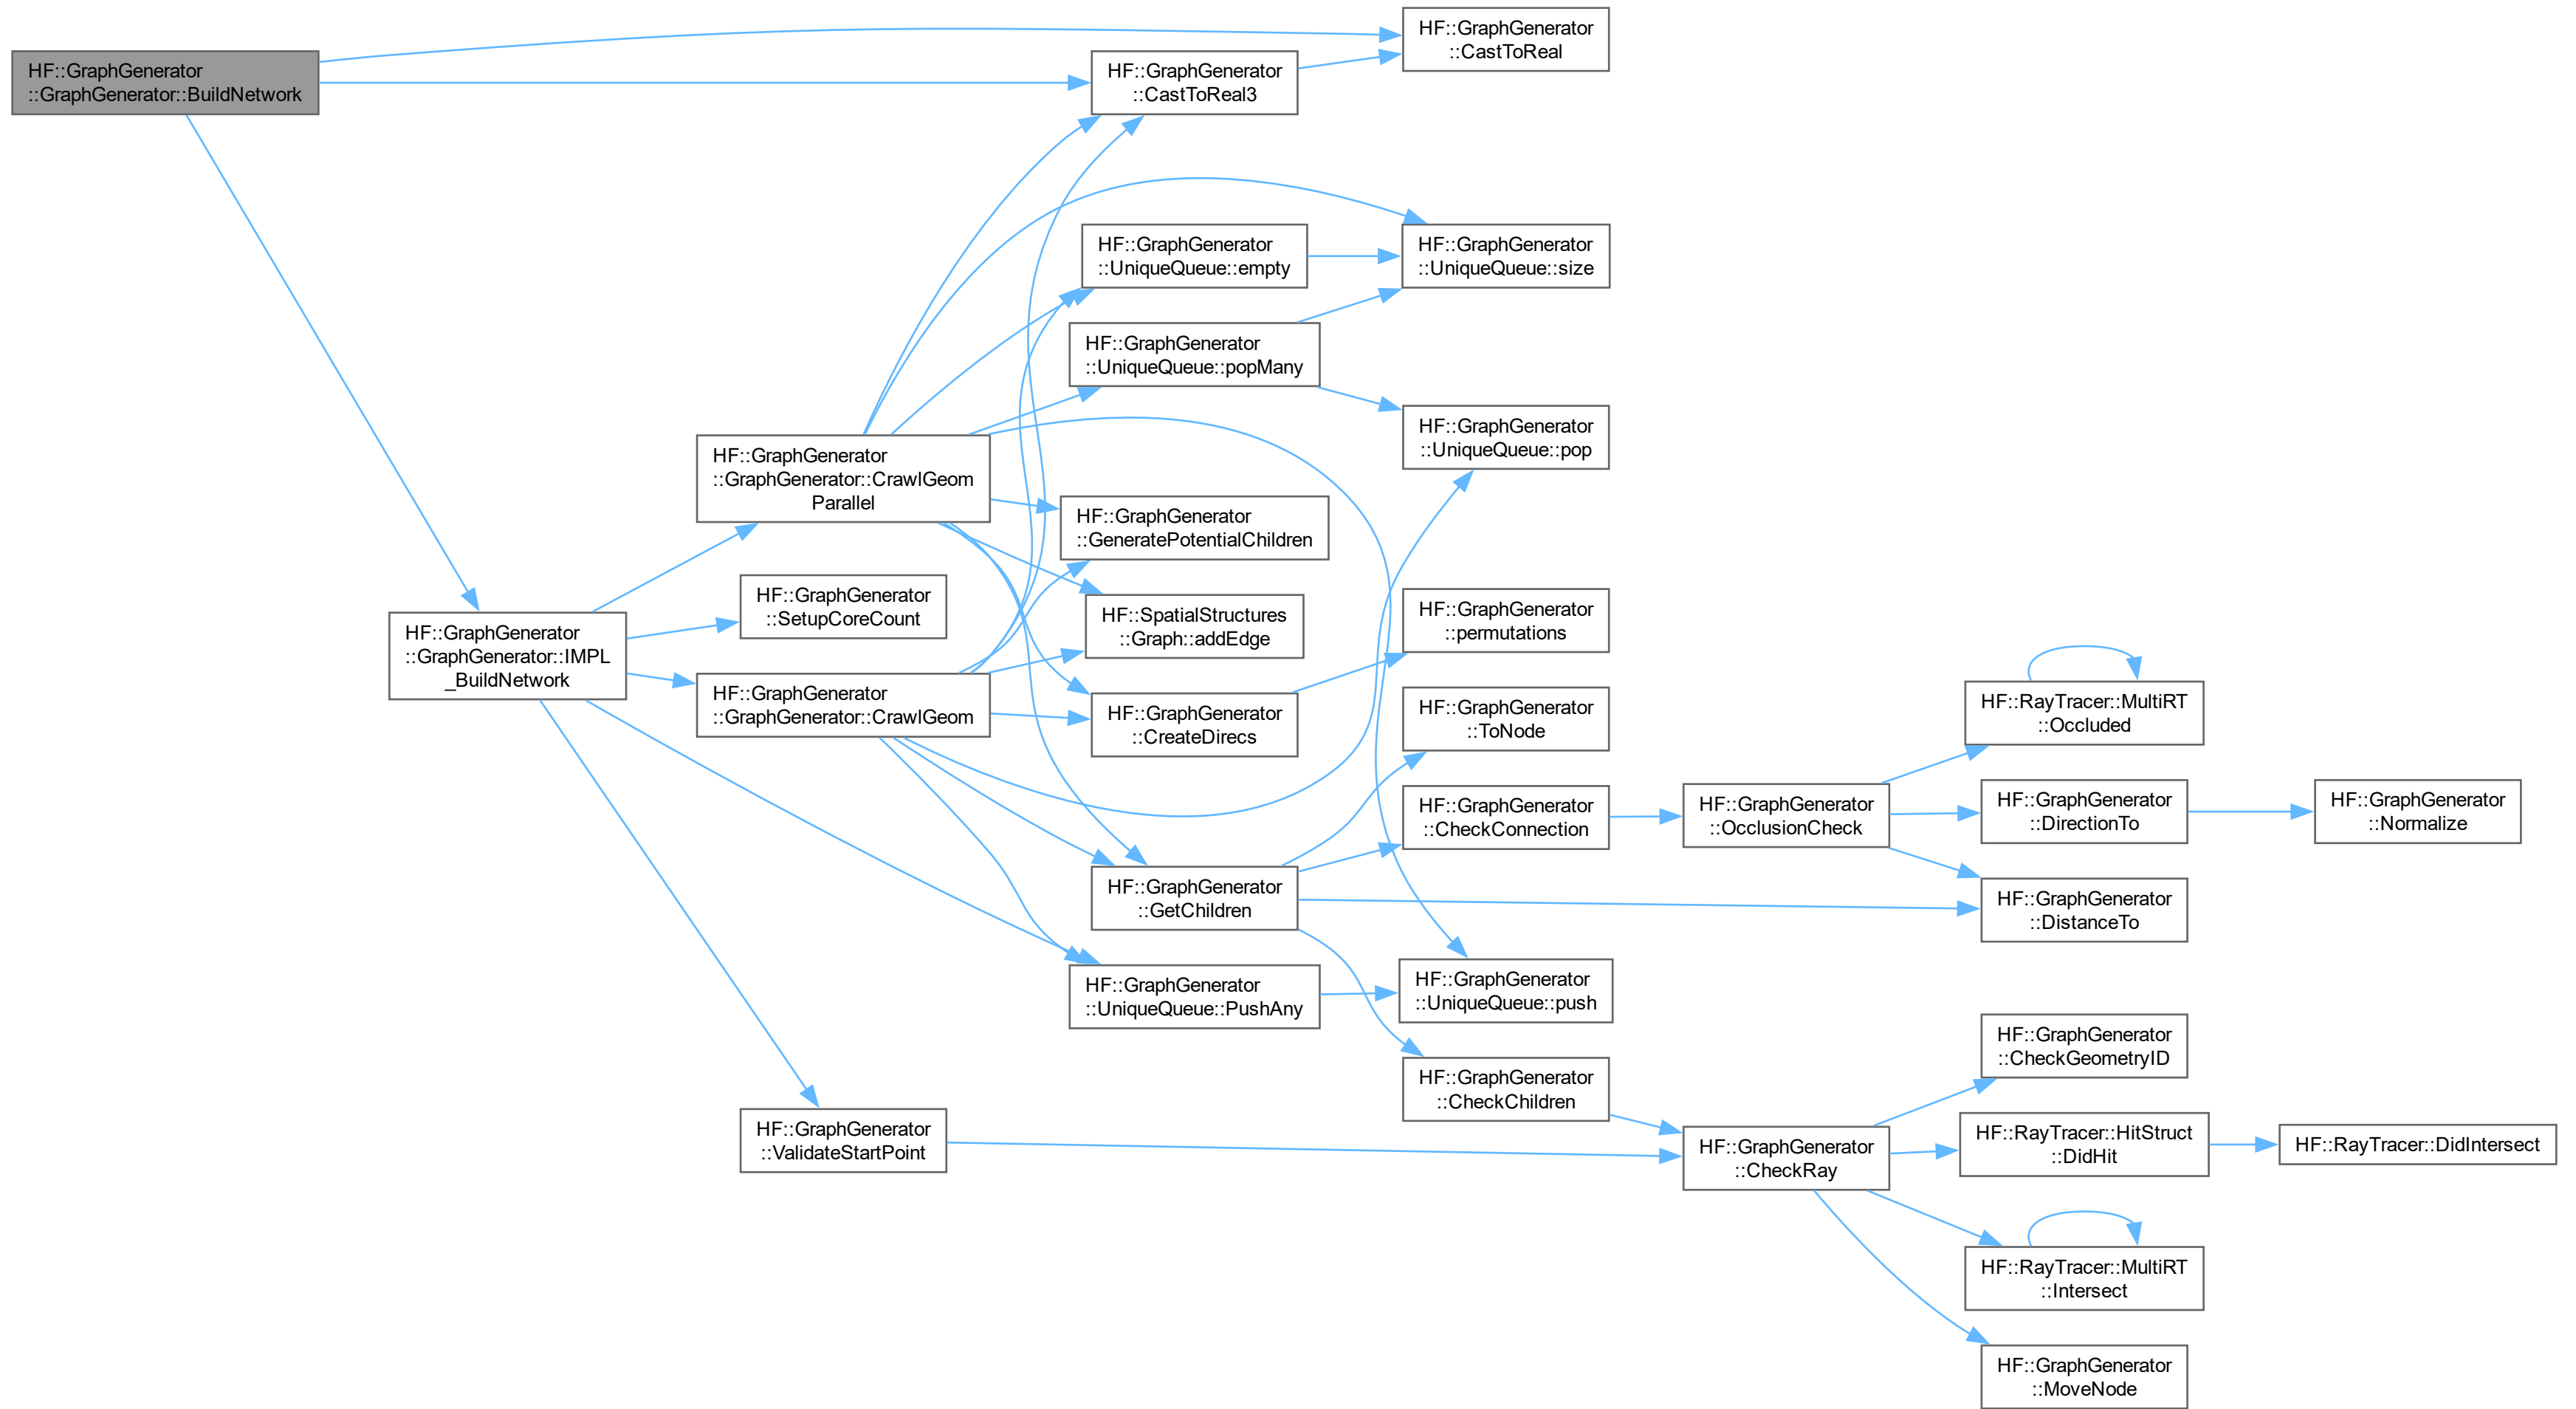 HF::GraphGenerator
::GraphGenerator::BuildNetwork
HF::GraphGenerator
::CastToReal
HF::GraphGenerator
::CastToReal3
HF::GraphGenerator
::UniqueQueue::empty
HF::GraphGenerator
::UniqueQueue::size
HF::GraphGenerator
::UniqueQueue::popMany
HF::GraphGenerator
::UniqueQueue::pop
HF::GraphGenerator
::GraphGenerator::CrawlGeom
Parallel
HF::GraphGenerator
::GeneratePotentialChildren
HF::GraphGenerator
::SetupCoreCount
HF::SpatialStructures
::Graph::addEdge
HF::GraphGenerator
::permutations
HF::GraphGenerator
::GraphGenerator::IMPL
_BuildNetwork
HF::GraphGenerator
::GraphGenerator::CrawlGeom
HF::GraphGenerator
::CreateDirecs
HF::GraphGenerator
::ToNode
HF::RayTracer::MultiRT
::Occluded
HF::GraphGenerator
::CheckConnection
HF::GraphGenerator
::OcclusionCheck
HF::GraphGenerator
::DirectionTo
HF::GraphGenerator
::Normalize
HF::GraphGenerator
::GetChildren
HF::GraphGenerator
::DistanceTo
HF::GraphGenerator
::UniqueQueue::PushAny
HF::GraphGenerator
::UniqueQueue::push
HF::GraphGenerator
::CheckGeometryID
HF::GraphGenerator
::CheckChildren
HF::GraphGenerator
::ValidateStartPoint
HF::GraphGenerator
::CheckRay
HF::RayTracer::HitStruct
::DidHit
HF::RayTracer::DidIntersect
HF::RayTracer::MultiRT
::Intersect
HF::GraphGenerator
::MoveNode